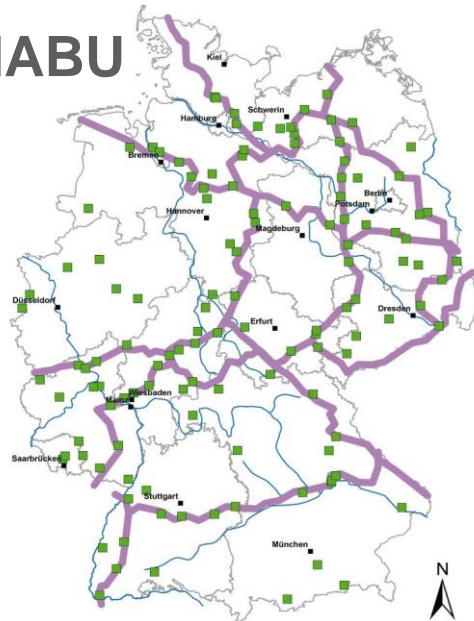 NABU
Kiel
Schwerin
Hamburg
Bremen
Berlin
Potsdam
Hannover
Magdeburg
Düsseldorf
Erfurt
Dresden
Wiesbaden
Mainz
Saarbrücken
Stuttgart
München
N